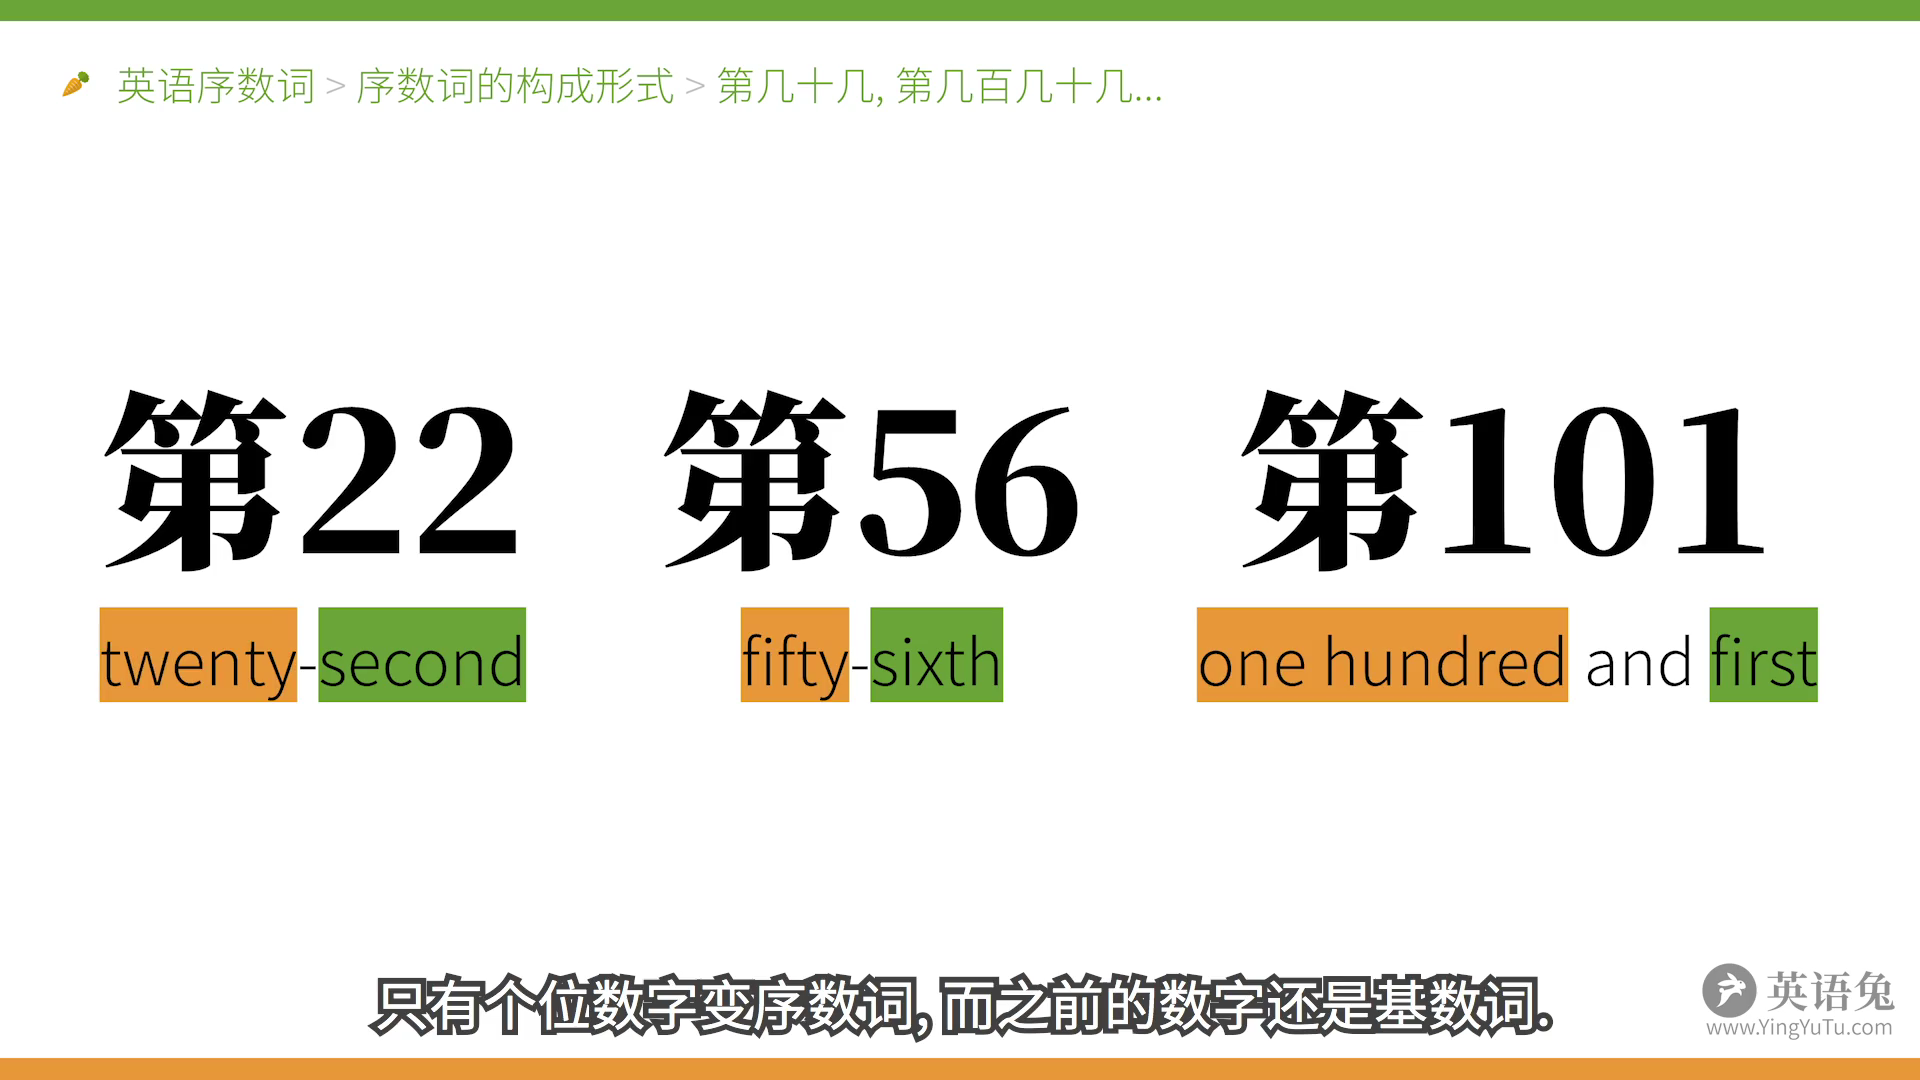 英语序数词 > 序数词的构成形式 > 第几十几, 第几百几十几...
第22 第56 第101
twenty-second fifty-sixth one hundred and first
只有个位数字变序数词, 而之前的数字还是基数词.
英语兔
www.YingYuTu.com